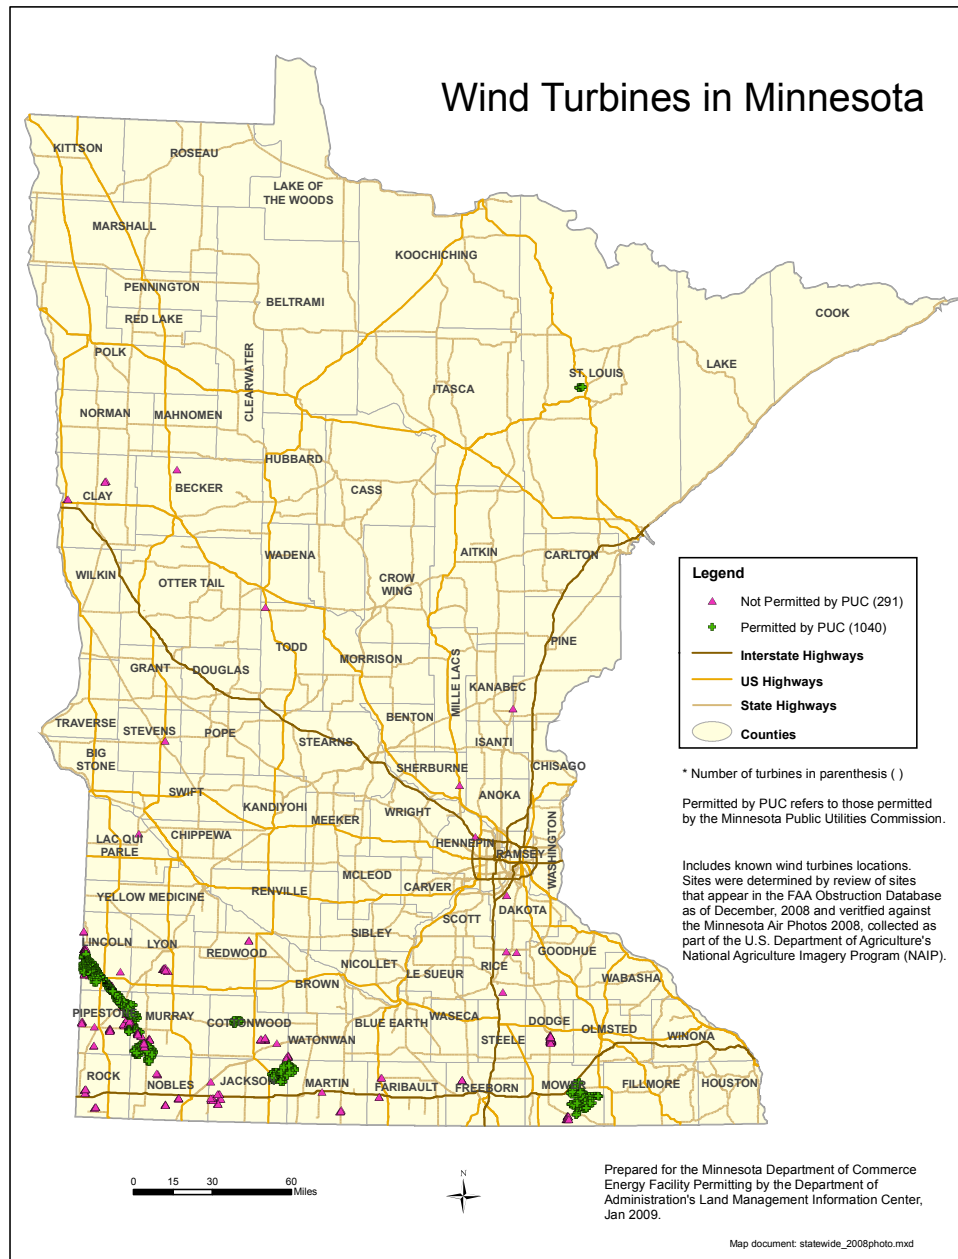 Wind Turbines in Minnesota
KITTSON
ROSEAU
LAKE OF
THE WOODS
MARSHALL
KOOCHICHING
PENNINGTON
BELTRAMI
RED LAKE
COOK
POLK
CLEARWATER
ITASCA
ST. LOUIS
LAKE
NORMAN
MAHNOMEN
HUBBARD
CLAY
BECKER
CASS
WADENA
AITKIN
CARLTON
WILKIN
OTTER TAIL
CROW
WING
Legend
Not Permitted by PUC (291)
Permitted by PUC (1040)
Interstate Highways
US Highways
State Highways
Counties
TODD
PINE
GRANT
DOUGLAS
MORRISON
MILLE LACS
KANABEC
TRAVERSE
STEVENS
POPE
BENTON
STEARNS
ISANTI
BIG
STONE
SHERBURNE
CHISAGO
* Number of turbines in parenthesis ( )
SWIFT
KANDIYOHI
MEEKER
WRIGHT
ANOKA
Permitted by PUC refers to those permitted
by the Minnesota Public Utilities Commission.
LAC QUI
PARLE
CHIPPEWA
HENNEPIN
RAMSEY
WASHINGTON
MCLEOD
CARVER
Includes known wind turbines locations.
Sites were determined by review of sites
that appear in the FAA Obstruction Database
as of December, 2008 and veritfied against
the Minnesota Air Photos 2008, collected as
part of the U.S. Department of Agriculture's
National Agriculture Imagery Program (NAIP).
YELLOW MEDICINE
RENVILLE
DAKOTA
SCOTT
SIBLEY
LINCOLN
LYON
REDWOOD
NICOLLET
LE SUEUR
RICE
GOODHUE
WABASHA
BROWN
PIPESTONE
MURRAY
COTTONWOOD
WATONWAN
BLUE EARTH
WASECA
STEELE
DODGE
OLMSTED
WINONA
ROCK
NOBLES
JACKSON
MARTIN
FARIBAULT
FREEBORN
MOWER
FILLMORE
HOUSTON
0 15 30 60
Miles
N
Prepared for the Minnesota Department of Commerce
Energy Facility Permitting by the Department of
Administration's Land Management Information Center,
Jan 2009.
Map document: statewide_2008photo.mxd